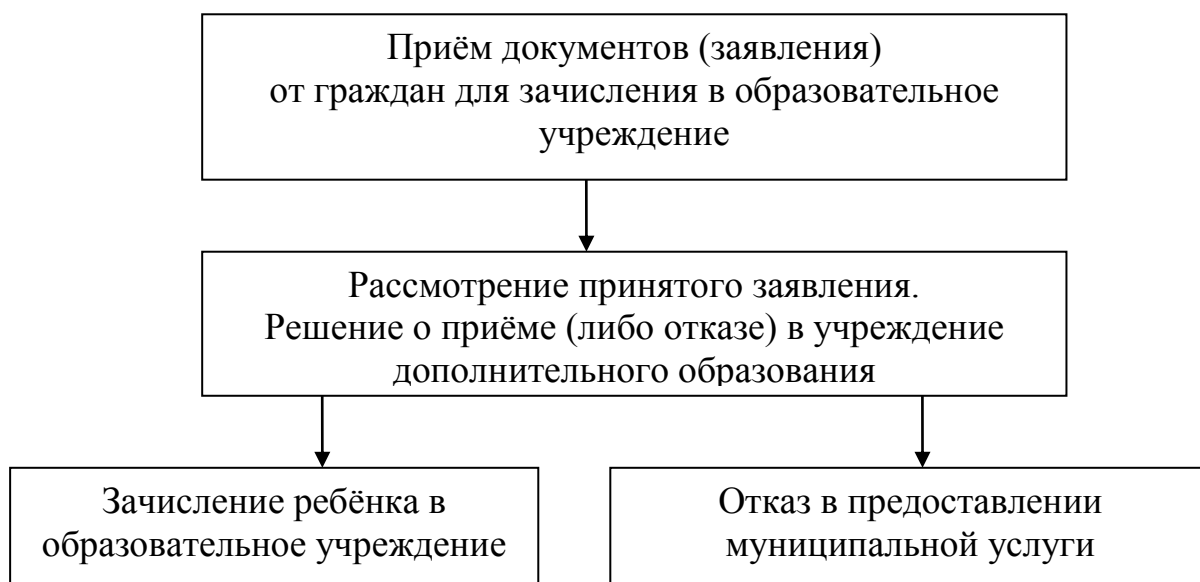 Приём документов (заявления)
от граждан для зачисления в образовательное
учреждение
Рассмотрение принятого заявления.
Решение о приёме (либо отказе) в учреждение
дополнительного образования
Зачисление ребёнка в
образовательное учреждение
Отказ в предоставлении
муниципальной услуги